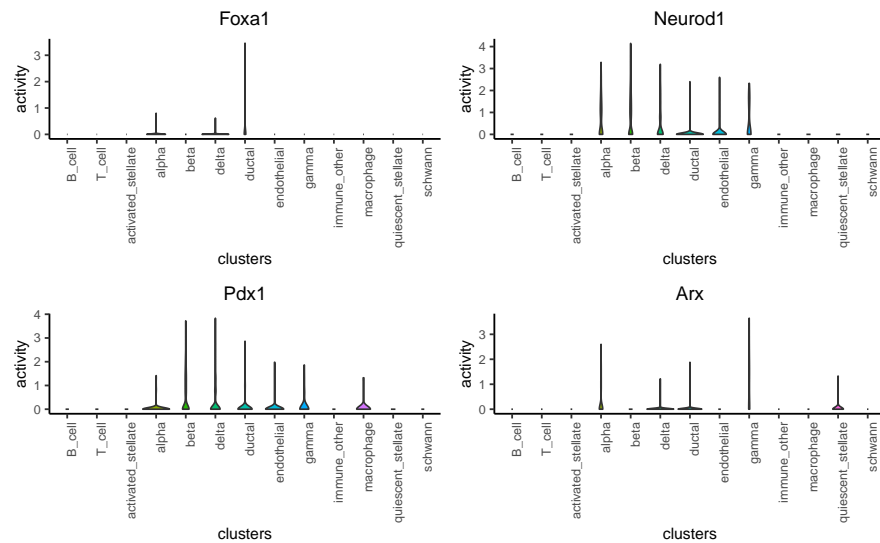 Foxa1
activity
3
2
1
0
B_cell
T_cell
activated_stellate
alpha
beta
delta
ductal
endothelial
gamma
immune_other
macrophage
quiescent_stellate
schwann
clusters
Neurod1
activity
4
3
2
1
0
B_cell
T_cell
activated_stellate
alpha
beta
delta
ductal
endothelial
gamma
immune_other
macrophage
quiescent_stellate
schwann
clusters
Pdx1
activity
4
3
2
1
0
B_cell
T_cell
activated_stellate
alpha
beta
delta
ductal
endothelial
gamma
immune_other
macrophage
quiescent_stellate
schwann
clusters
Arx
activity
3
2
1
0
B_cell
T_cell
activated_stellate
alpha
beta
delta
ductal
endothelial
gamma
immune_other
macrophage
quiescent_stellate
schwann
clusters